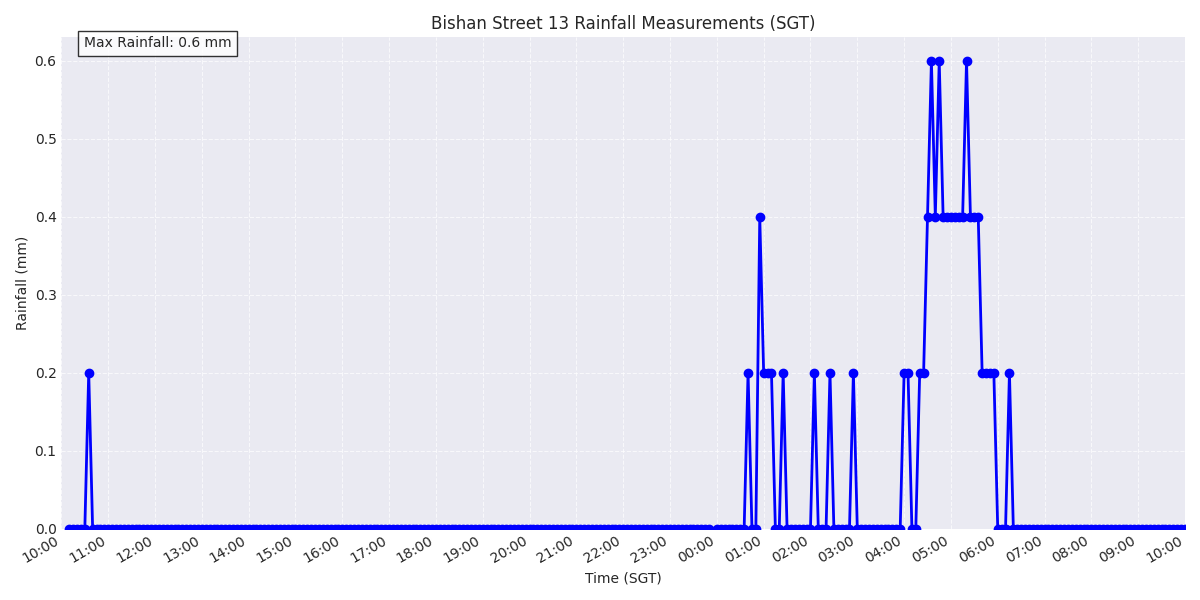 Bishan Street 13 Rainfall Measurements (SGT)
Max Rainfall: 0.6 mm
0.6
0.5
0.4
0.3
0.2
0.1
0.0
Rainfall (mm)
10:00 11:00 12:00 13:00 14:00 15:00 16:00 17:00 18:00 19:00 20:00 21:00 22:00 23:00 00:00 01:00 02:00 03:00 04:00 05:00 06:00 07:00 08:00 09:00 10:00
Time (SGT)